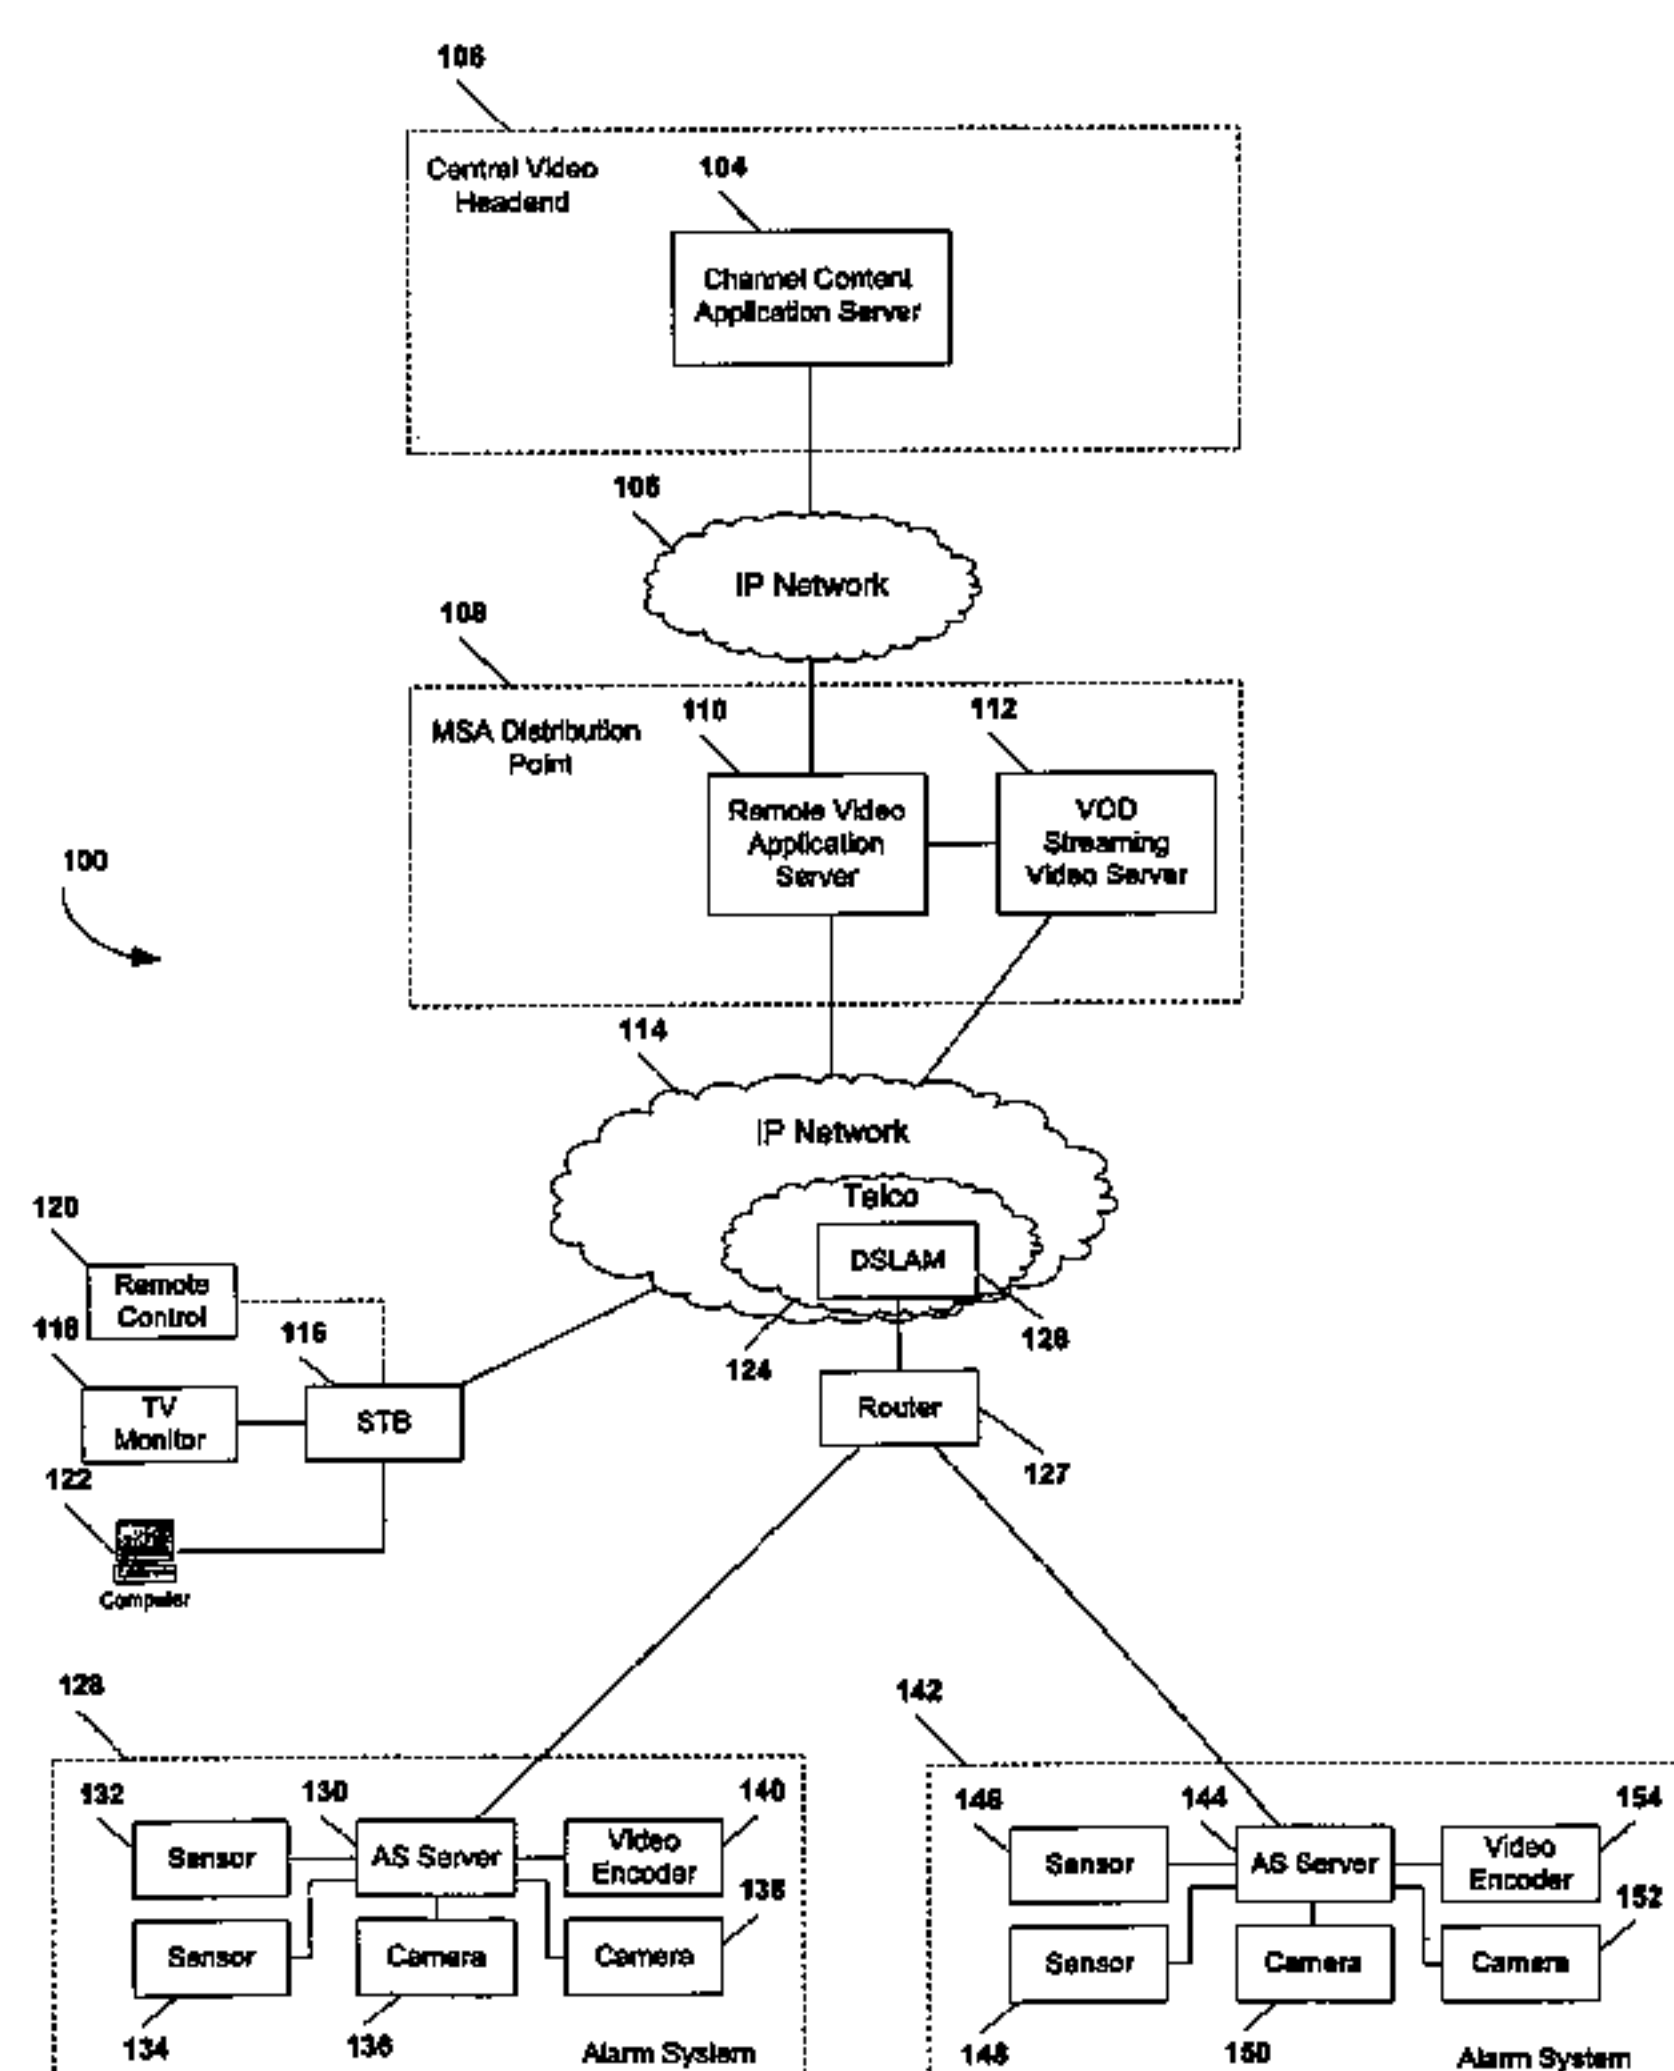 106
Central Video
Headend
104
Channel Content
Application Server
105
IP Network
108
MSA Distribution
Point
110
112
Remote Video
Application
Server
VOD
Streaming
Video Server
100
114
IP Network
Telco
DSLAM
120
Remote
Control
118
116
126
124
TV
Monitor
STB
Router
122
127
Computer
128
142
132
130
140
Sensor
AS Server
Video
Encoder
138
Sensor
Camera
Camera
134
136
Alarm System
146
144
154
Sensor
AS Server
Video
Encoder
152
Sensor
Camera
Camera
148
150
Alarm System